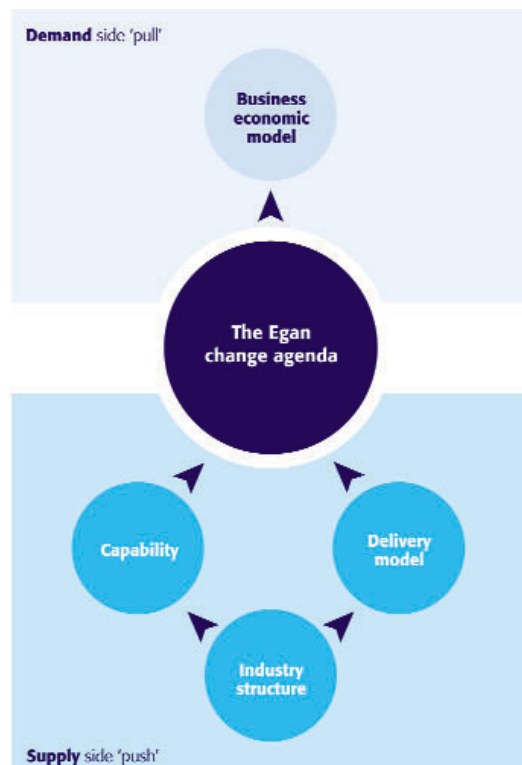 Demand side 'pull'
Business
economic
model
The Egan
change agenda
Capability
Delivery
model
Industry
structure
Supply side 'push'